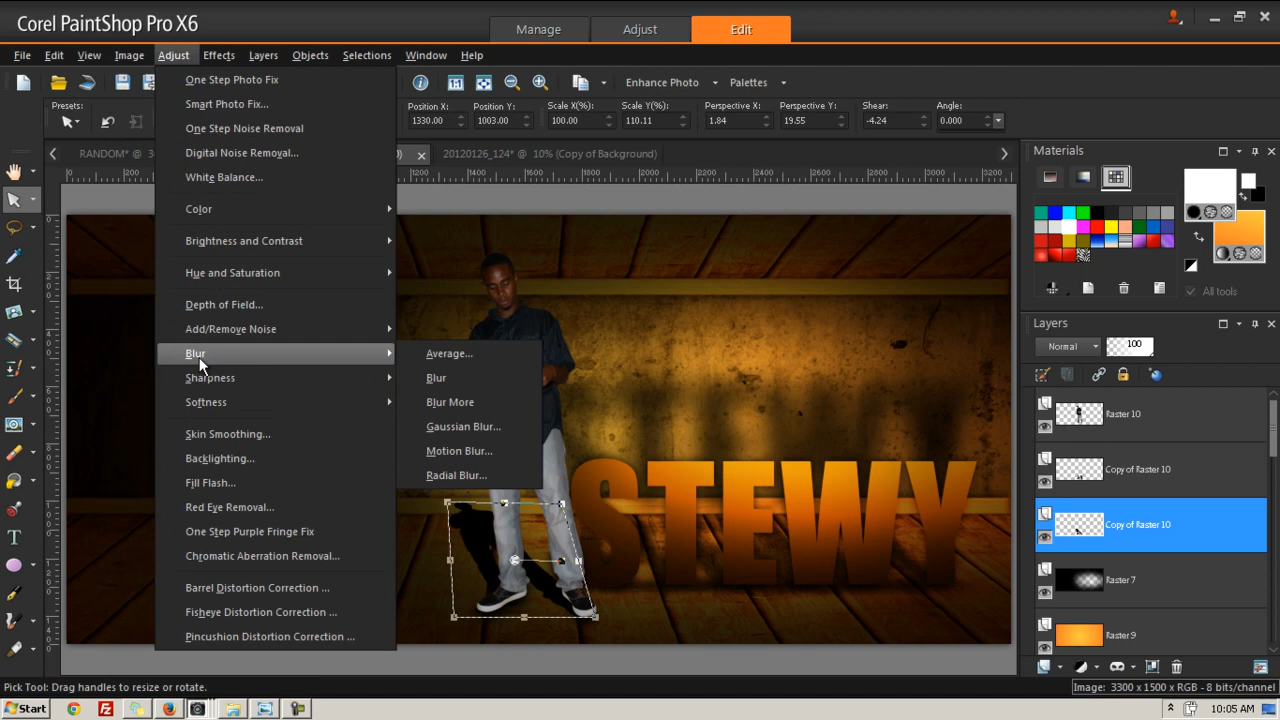 Corel PaintShop Pro X6
Manage
Adjust
Edit
File Edit View Image Adjust Effects Layers Objects Selections Window Help
Enhance Photo
Palettes
Presets:
Position X: Position Y: Scale X(%): Scale Y(%): Perspective X: Perspective Y: Shear: Angle:
1330.00 1003.00 100.00 110.11 1.84 19.55 -4.24 0.000
RANDOM* @ 3
20120126_124* @ 10% (Copy of Background)
One Step Photo Fix
Smart Photo Fix...
One Step Noise Removal
Digital Noise Removal...
White Balance...
Color
Brightness and Contrast
Hue and Saturation
Depth of Field...
Add/Remove Noise
Blur
Sharpness
Softness
Skin Smoothing...
Backlighting...
Fill Flash...
Red Eye Removal...
One Step Purple Fringe Fix
Chromatic Aberration Removal...
Barrel Distortion Correction ...
Fisheye Distortion Correction ...
Pincushion Distortion Correction ...
Average...
Blur
Blur More
Gaussian Blur...
Motion Blur...
Radial Blur...
STEWY
Materials
All tools
Layers
Normal
100
Raster 10
Copy of Raster 10
Copy of Raster 10
Raster 7
Raster 9
Pick Tool: Drag handles to resize or rotate.
Image: 3300 x 1500 x RGB - 8 bits/channel
Start
10:05 AM